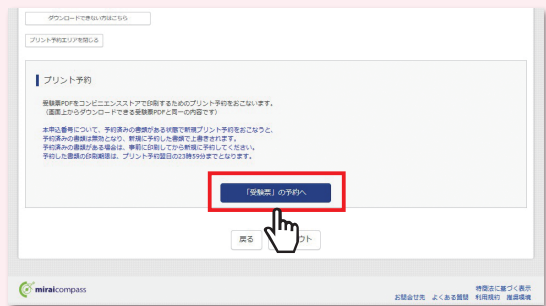 ダウンロードできない方はこちら
プリント予約エリアを閉じる
プリント予約
受験票PDFをコンビニエンスストアで印刷するためのプリント予約をおこないます。
（画面上からダウンロードできる受験票PDFと同一の内容です）
本申込番号について、予約済みの書類がある状態で新規プリント予約をおこなうと、
予約済みの書類は無効となり、新規に予約した書類で上書きされます。
予約済みの書類がある場合は、事前に印刷してから新規に予約してください。
予約した書類の印刷期限は、プリント予約翌日の23時59分までとなります。
「受験票」の予約へ
戻る
ウト
miraicompass
特商法に基づく表示
お問合せ先 よくある質問 利用規約 推奨環境